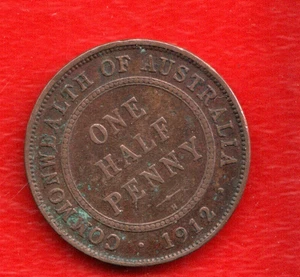 COMMONWEALTH OF AUSTRALIA
ONE
HALF
PENNY
· 1912 ·